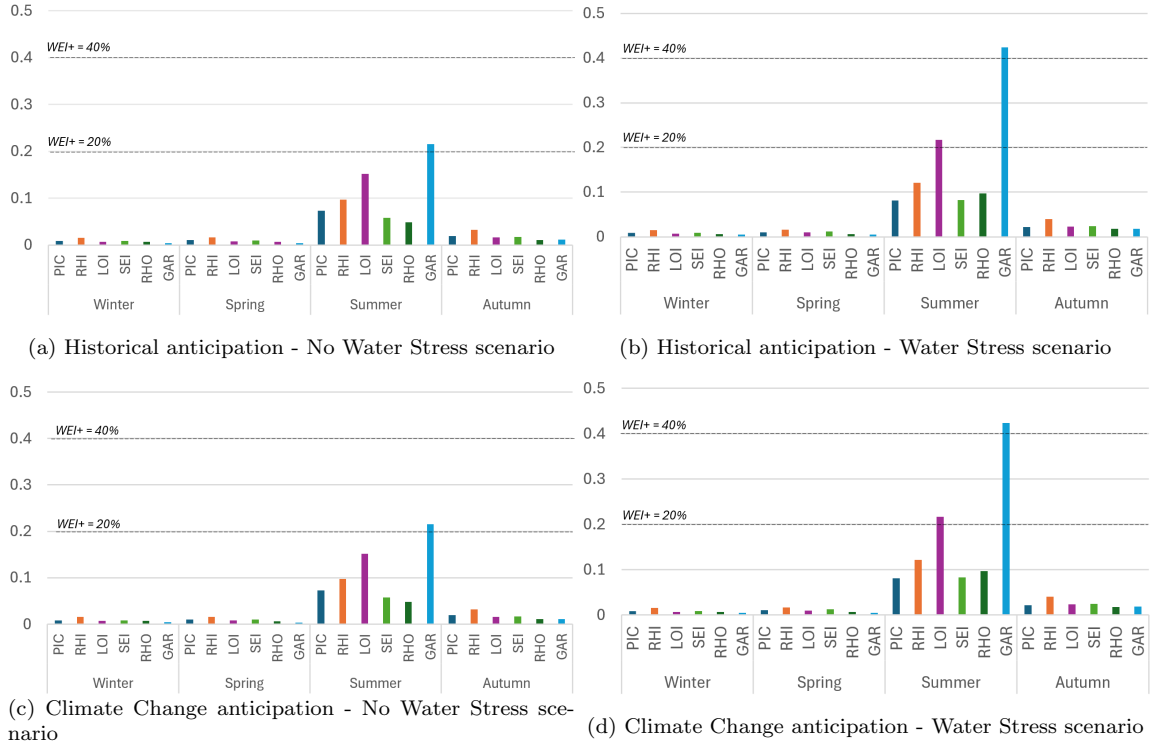 0.5
WEI+ = 40%
0.4
0.3
WEI+ = 20%
0.2
0.1
0
PIC RHI LOI SEI RHO GAR PIC RHI LOI SEI RHO GAR PIC RHI LOI SEI RHO GAR PIC RHI LOI SEI RHO GAR
Winter Spring Summer Autumn
(a) Historical anticipation - No Water Stress scenario
0.5
WEI+ = 40%
0.4
0.3
WEI+ = 20%
0.2
0.1
0
PIC RHI LOI SEI RHO GAR PIC RHI LOI SEI RHO GAR PIC RHI LOI SEI RHO GAR PIC RHI LOI SEI RHO GAR
Winter Spring Summer Autumn
(b) Historical anticipation - Water Stress scenario
0.5
WEI+ = 40%
0.4
0.3
WEI+ = 20%
0.2
0.1
0
PIC RHI LOI SEI RHO GAR PIC RHI LOI SEI RHO GAR PIC RHI LOI SEI RHO GAR PIC RHI LOI SEI RHO GAR
Winter Spring Summer Autumn
(c) Climate Change anticipation - No Water Stress sce-
nario
0.5
WEI+ = 40%
0.4
0.3
WEI+ = 20%
0.2
0.1
0
PIC RHI LOI SEI RHO GAR PIC RHI LOI SEI RHO GAR PIC RHI LOI SEI RHO GAR PIC RHI LOI SEI RHO GAR
Winter Spring Summer Autumn
(d) Climate Change anticipation - Water Stress scenario